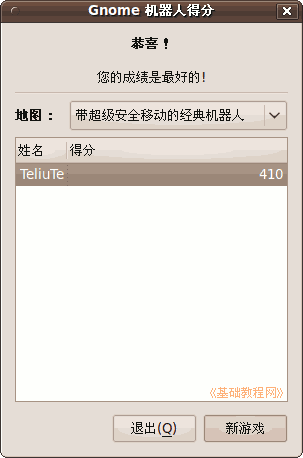 Gnome 机器人得分
恭喜！
您的成绩是最好的!
地图： 带超级安全移动的经典机器人
姓名 得分
TeliuTe 410
《基础教程网》
退出(Q) 新游戏